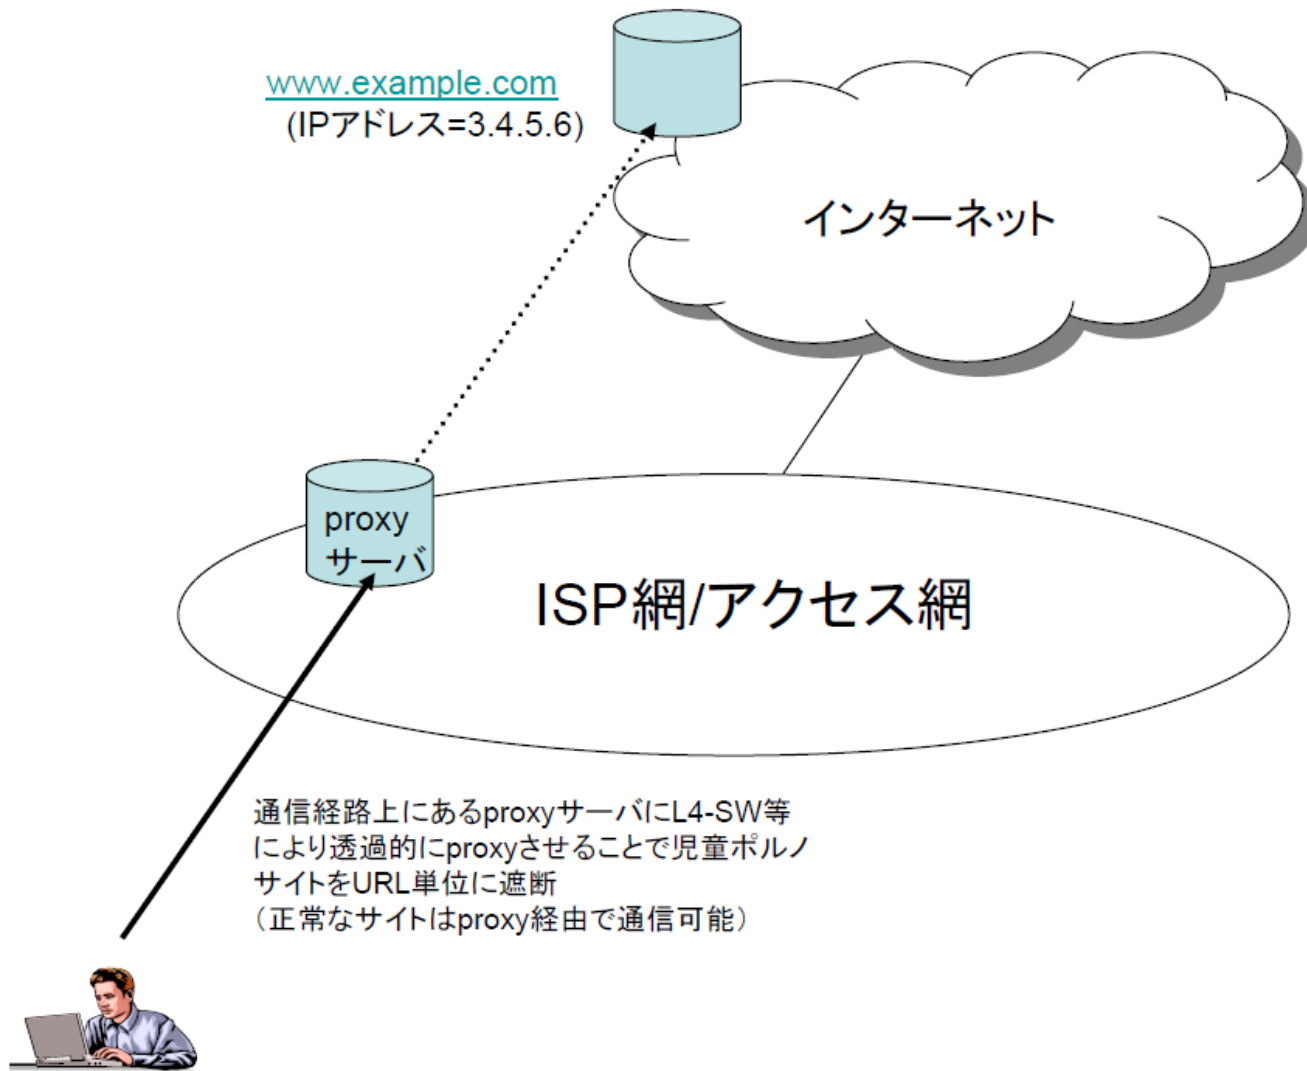 www.example.com
(IPアドレス=3.4.5.6)
インターネット
proxy
サーバ
ISP網/アクセス網
通信経路上にあるproxyサーバにL4-SW等
により透過的にproxyさせることで児童ポルノ
サイトをURL単位に遮断
（正常なサイトはproxy経由で通信可能）